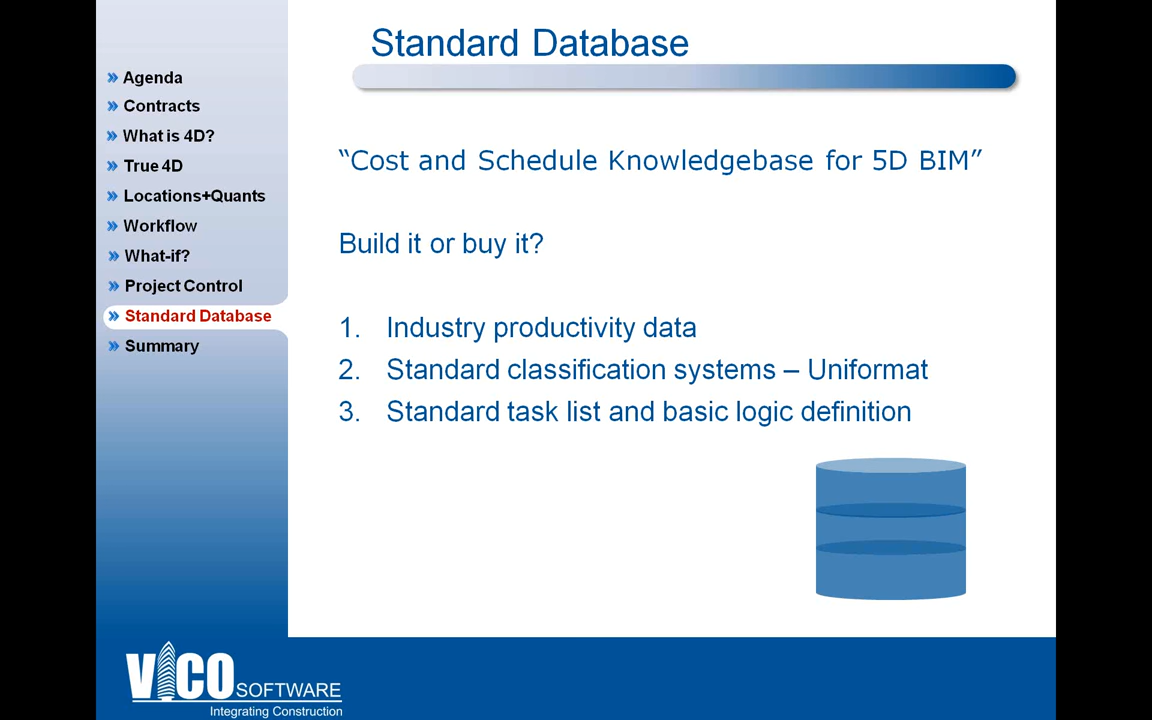 Standard Database
» Agenda
» Contracts
» What is 4D?
» True 4D
» Locations+Quants
» Workflow
» What-if?
» Project Control
» Standard Database
» Summary
“Cost and Schedule Knowledgebase for 5D BIM”
Build it or buy it?
1. Industry productivity data
2. Standard classification systems – Uniformat
3. Standard task list and basic logic definition
VICO SOFTWARE
Integrating Construction